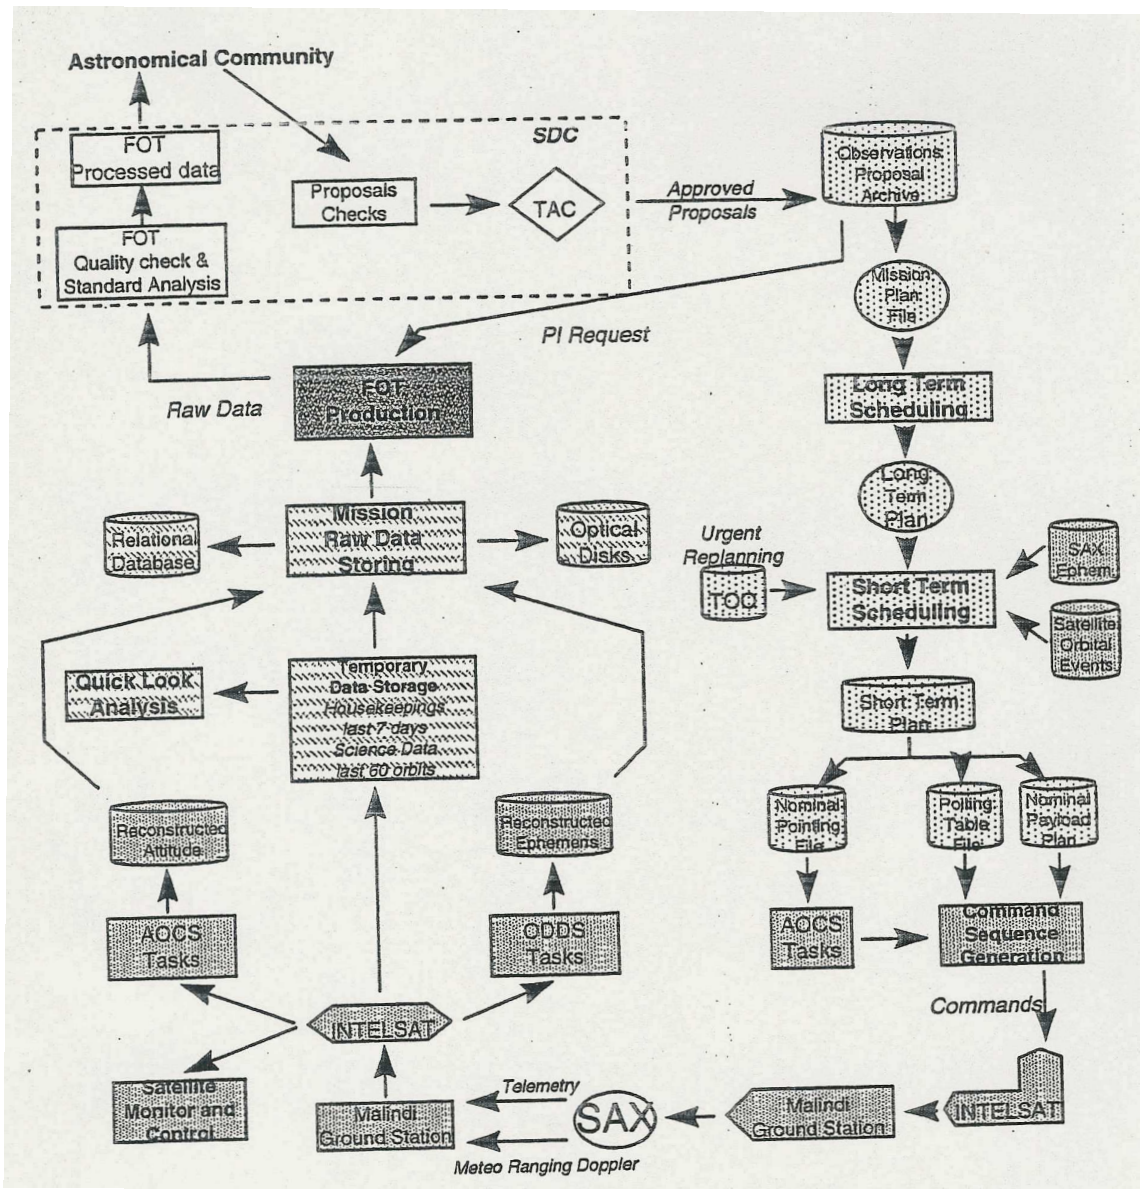 Astronomical Community
FOT
Processed data
SDC
Proposals
Checks
TAC
Approved
Proposals
Observations
Proposal
Archive
FOT
Quality check &
Standard Analysis
Mission
Plan
File
PI Request
FOT
Production
Raw Data
Long Term
Scheduling
Long
Term
Plan
Mission
Raw Data
Storing
Relational
Database
Optical
Disks
Urgent
Replanning
TOO
Short Term
Scheduling
SAX
Ephem.
Satellite
Orbital
Events
Quick Look
Analysis
Temporary
Data Storage
Housekeepings
last 7 days
Science Data
last 60 orbits
Short Term
Plan
Nominal
Pointing
File
Polling
Table
File
Nominal
Payload
Plan
Reconstructed
Attitude
Reconstructed
Ephemeris
AOCS
Tasks
ODDS
Tasks
AOCS
Tasks
Command
Sequence
Generation
Commands
INTELSAT
Satellite
Monitor and
Control
Malindi
Ground Station
Telemetry
SAX
Meteo Ranging Doppler
Malindi
Ground Station
INTELSAT